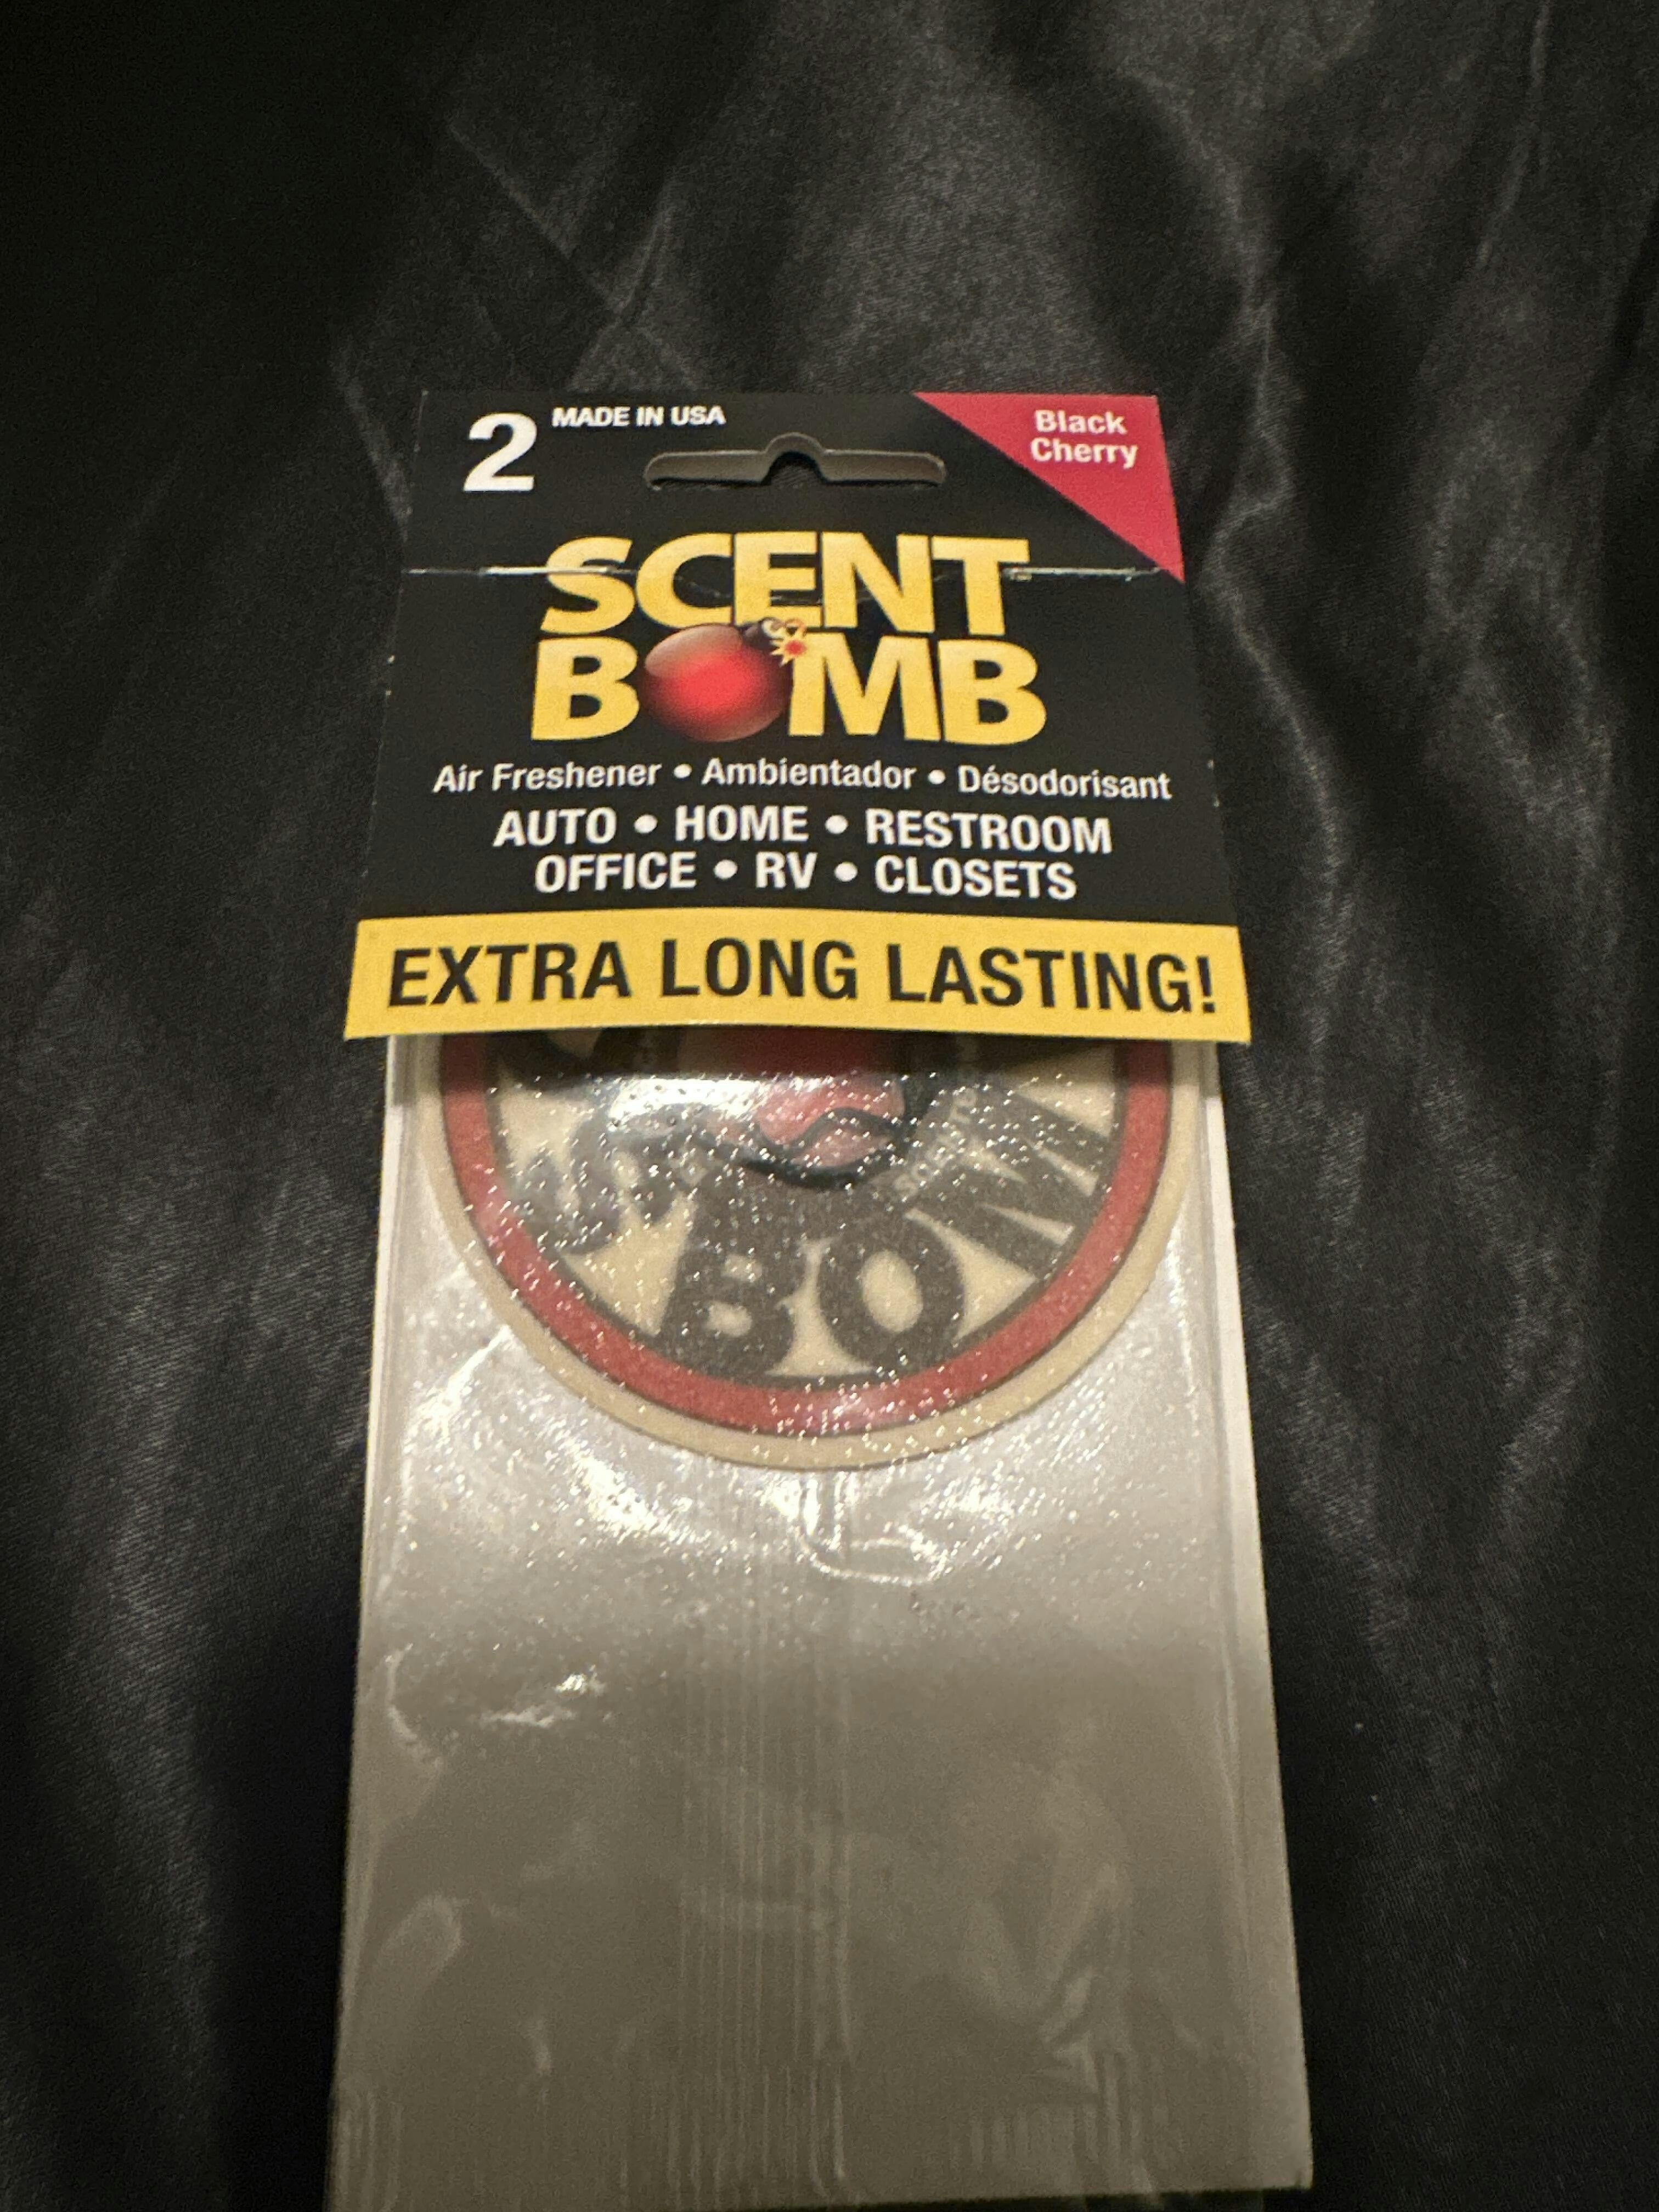 2 MADE IN USA
Black
Cherry
SCENT
BOMB
Air Freshener • Ambientador • Désodorisant
AUTO • HOME • RESTROOM
OFFICE • RV • CLOSETS
EXTRA LONG LASTING!
BOM